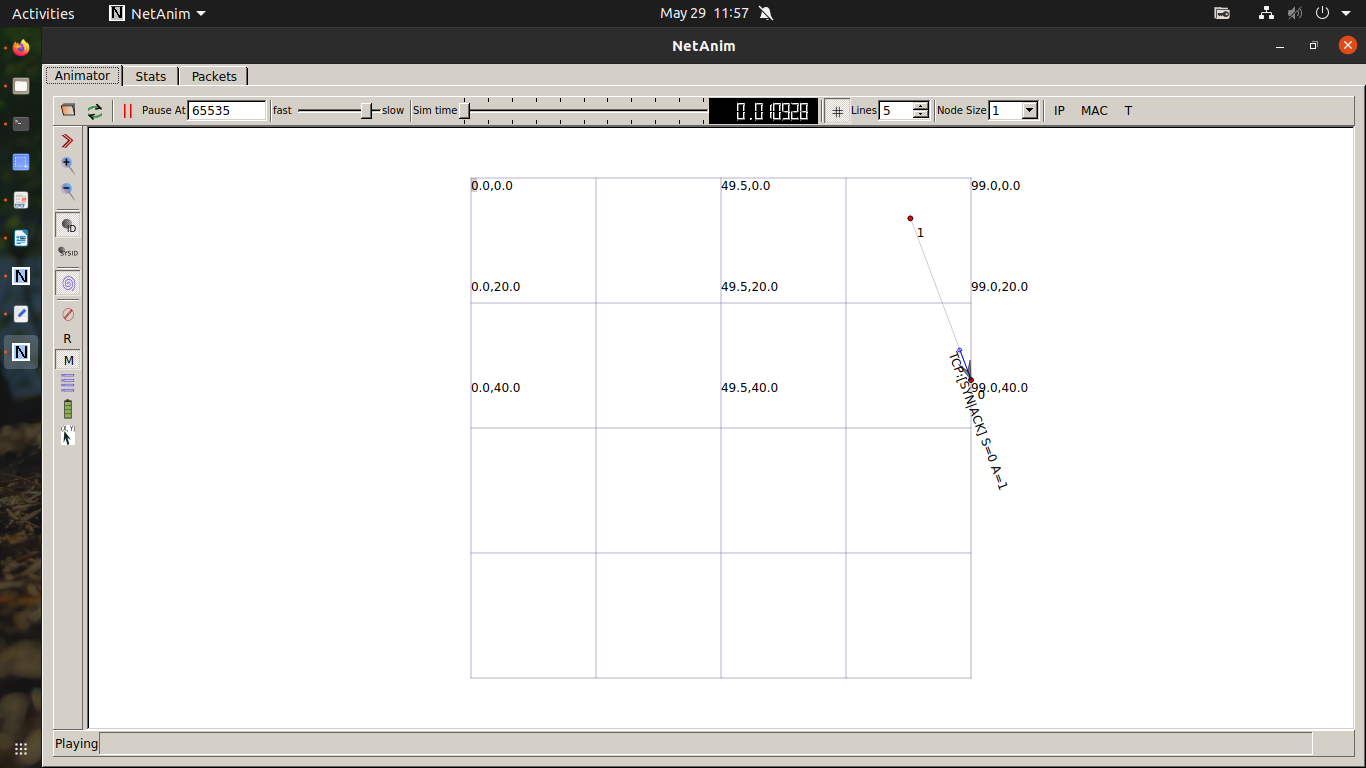 Activities NetAnim May 29 11:57
NetAnim
Animator Stats Packets
Pause At 65535 fast slow Sim time 0.010928 Lines 5 Node Size 1 IP MAC T
0.0,0.0 49.5,0.0 99.0,0.0
ID
1
SYSID
0.0,20.0 49.5,20.0 99.0,20.0
R
M
TCP:[SYN|ACK] S=0 A=1
0.0,40.0 49.5,40.0 99.0,40.0
0
(X, Y)
Playing